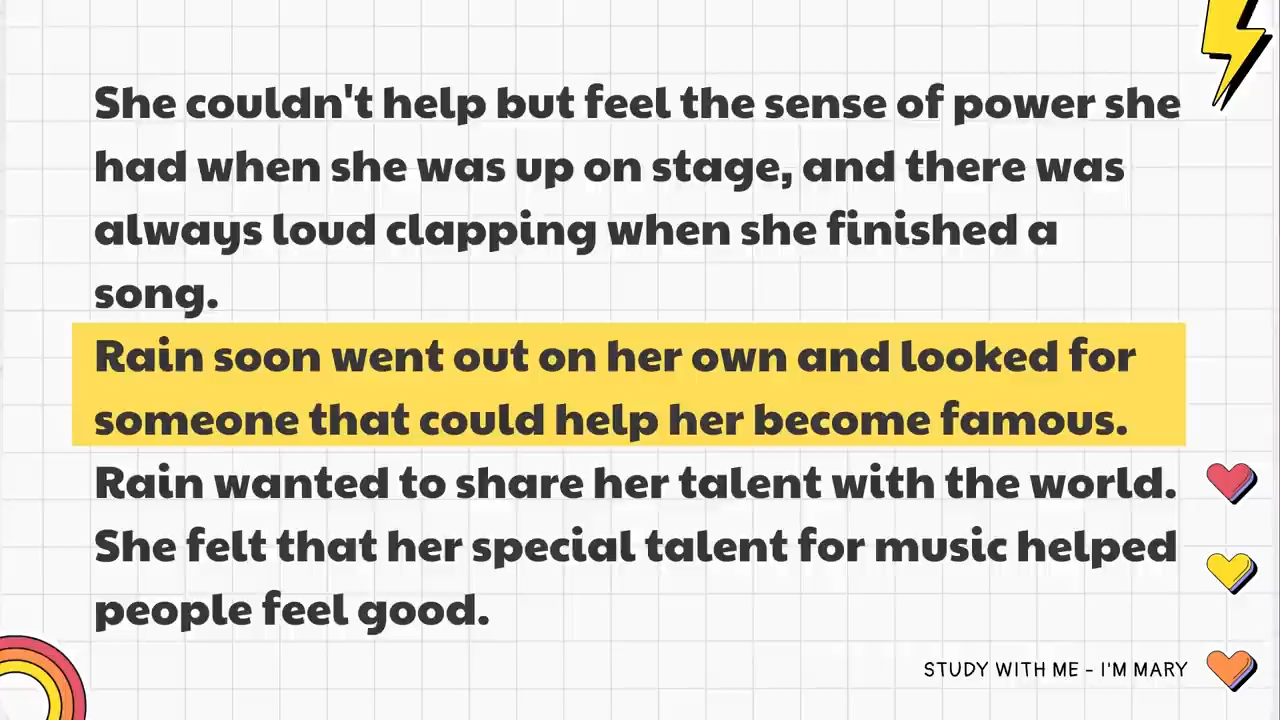 She couldn't help but feel the sense of power she
had when she was up on stage, and there was
always loud clapping when she finished a
song.
Rain soon went out on her own and looked for
someone that could help her become famous.
Rain wanted to share her talent with the world.
She felt that her special talent for music helped
people feel good.
STUDY WITH ME - I'M MARY